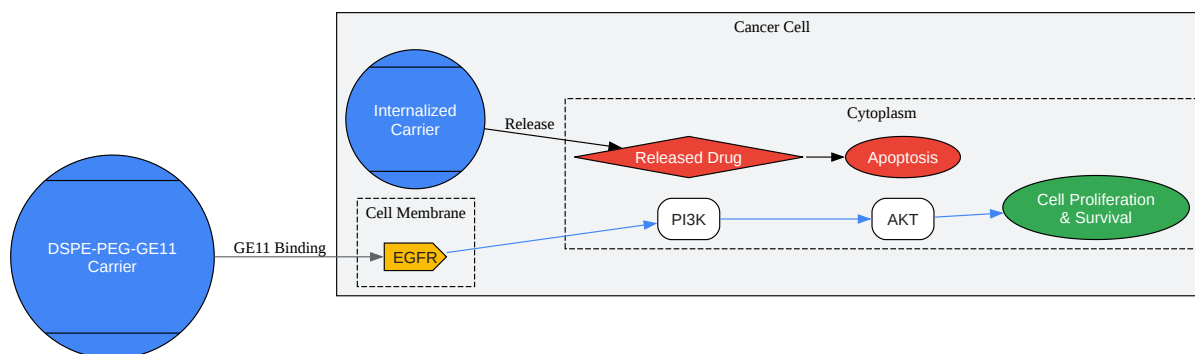 Cancer Cell
Internalized
Carrier
Release
Cytoplasm
Released Drug
Apoptosis
Cell Membrane
PI3K
AKT
Cell Proliferation
& Survival
DSPE-PEG-GE11
Carrier
GE11 Binding
EGFR